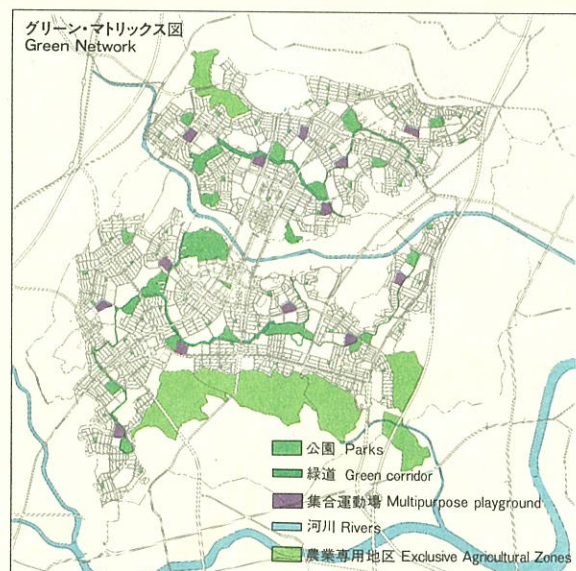 グリーン・マトリックス図
Green Network
公園 Parks
緑道 Green corridor
集合運動場 Multipurpose playground
河川 Rivers
農業専用地区 Exclusive Agricultural Zones